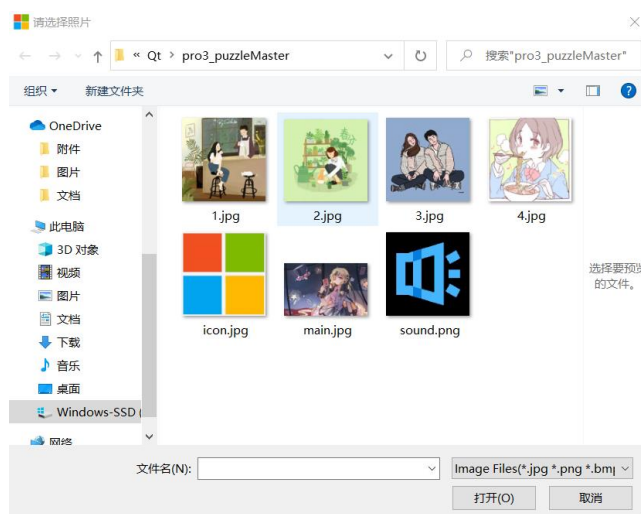 请选择照片
« Qt › pro3_puzzleMaster
搜索"pro3_puzzleMaster"
组织
新建文件夹
OneDrive
附件
图片
文档
此电脑
3D 对象
视频
图片
文档
下载
音乐
桌面
Windows-SSD (
网络
1.jpg
2.jpg
3.jpg
4.jpg
icon.jpg
main.jpg
sound.png
选择要预览
的文件。
文件名(N):
Image Files(*.jpg *.png *.bmp
打开(O)
取消